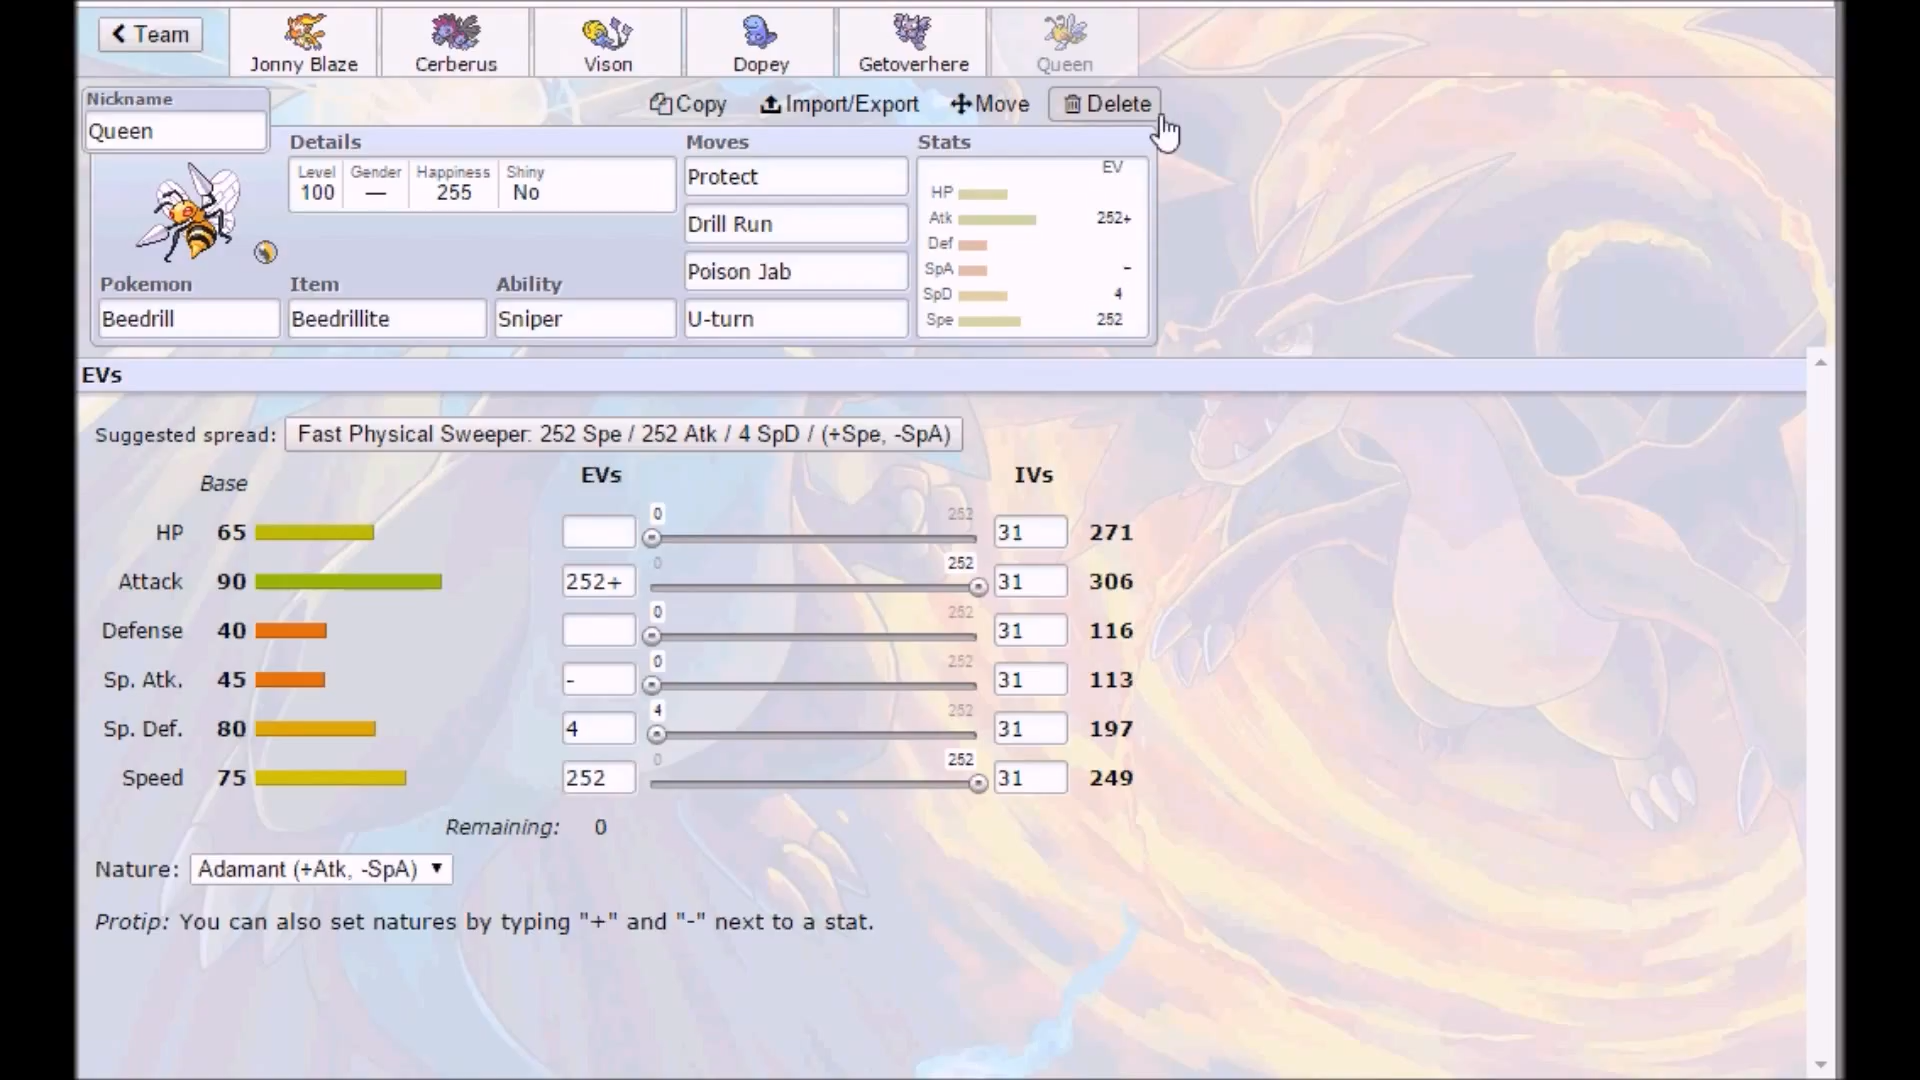 Team
Jonny Blaze
Cerberus
Vison
Dopey
Getoverhere
Queen
Nickname
Queen
Copy
Import/Export
Move
Delete
Details
Moves
Stats
Level
Gender
Happiness
Shiny
100
—
255
No
Protect
Drill Run
Poison Jab
U-turn
EV
HP
Atk 252+
Def
SpA -
SpD 4
Spe 252
Pokemon
Item
Ability
Beedrill
Beedrillite
Sniper
EVs
Suggested spread: Fast Physical Sweeper: 252 Spe / 252 Atk / 4 SpD / (+Spe, -SpA)
Base
EVs
IVs
0 252
HP 65 31 271
0 252
Attack 90 252+ 31 306
0 252
Defense 40 31 116
0 252
Sp. Atk. 45 - 31 113
4 252
Sp. Def. 80 4 31 197
0 252
Speed 75 252 31 249
Remaining: 0
Nature: Adamant (+Atk, -SpA)
Protip: You can also set natures by typing "+" and "-" next to a stat.